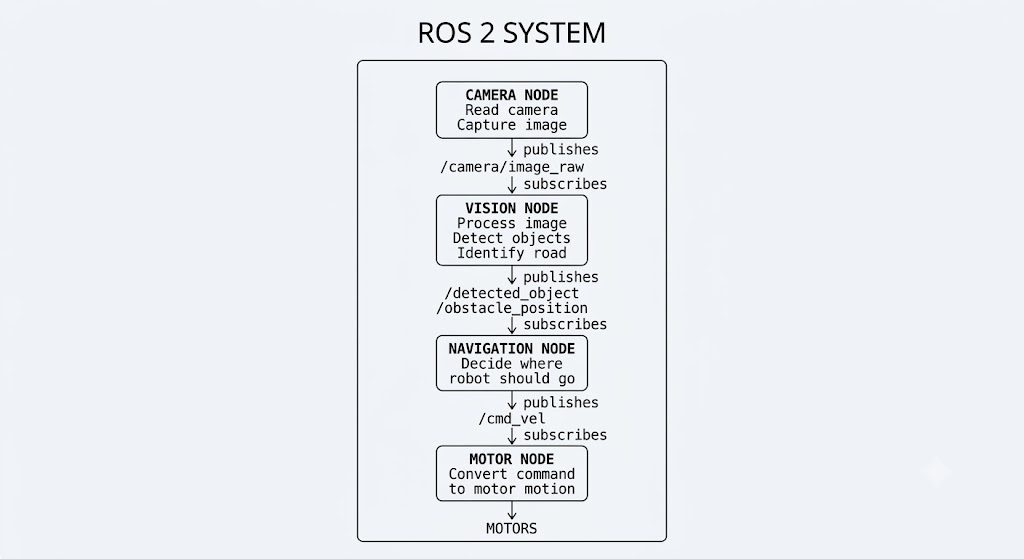 ROS 2 SYSTEM
CAMERA NODE
Read camera
Capture image
publishes
/camera/image_raw
subscribes
VISION NODE
Process image
Detect objects
Identify road
publishes
/detected_object
/obstacle_position
subscribes
NAVIGATION NODE
Decide where
robot should go
publishes
/cmd_vel
subscribes
MOTOR NODE
Convert command
to motor motion
MOTORS